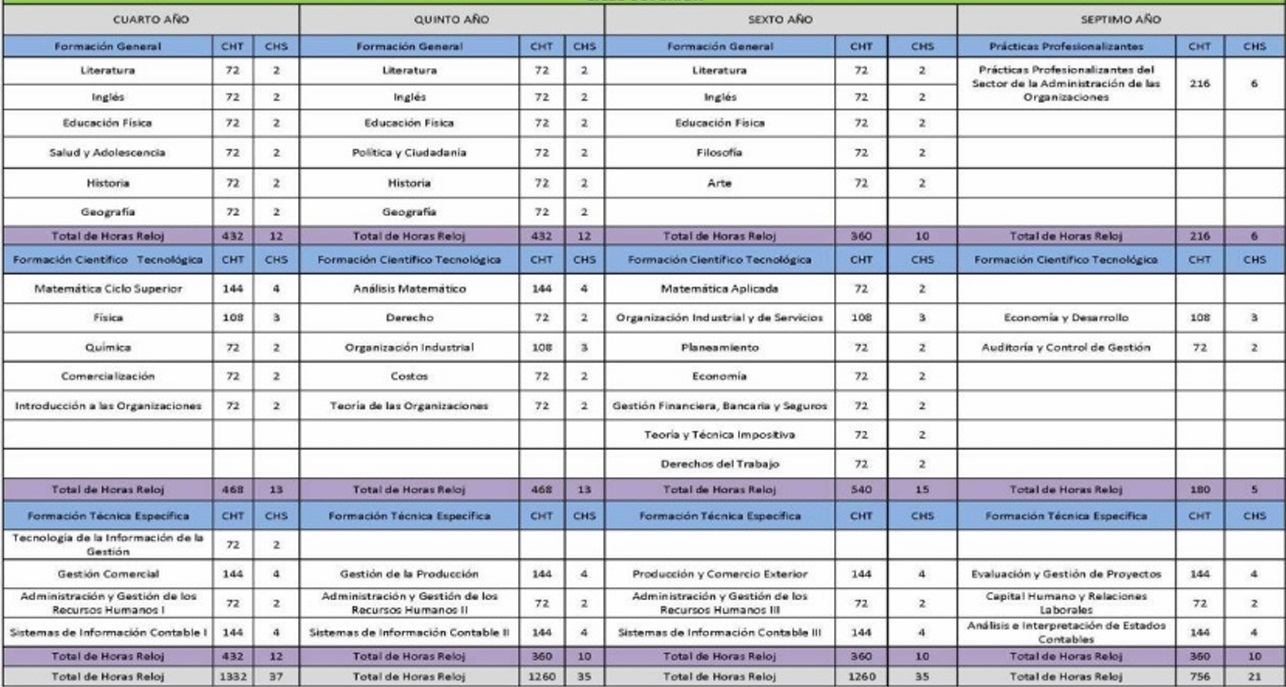 CUARTO AÑO QUINTO AÑO SEXTO AÑO SEPTIMO AÑO
Formación General CHT CHS Formación General CHT CHS Formación General CHT CHS Prácticas Profesionalizantes CHT CHS
Literatura 72 2 Literatura 72 2 Literatura 72 2 Prácticas Profesionalizantes del
Sector de la Administración de las
Organizaciones 216 6
Inglés 72 2 Inglés 72 2 Inglés 72 2
Educación Física 72 2 Educación Física 72 2 Educación Física 72 2
Salud y Adolescencia 72 2 Política y Ciudadanía 72 2 Filosofía 72 2
Historia 72 2 Historia 72 2 Arte 72 2
Geografía 72 2 Geografía 72 2
Total de Horas Reloj 432 12 Total de Horas Reloj 432 12 Total de Horas Reloj 360 10 Total de Horas Reloj 216 6
Formación Científico Tecnológica CHT CHS Formación Científico Tecnológica CHT CHS Formación Científico Tecnológica CHT CHS Formación Científico Tecnológica CHT CHS
Matemática Ciclo Superior 144 4 Análisis Matemático 144 4 Matemática Aplicada 72 2
Física 108 3 Derecho 72 2 Organización Industrial y de Servicios 108 3 Economía y Desarrollo 108 3
Química 72 2 Organización Industrial 108 3 Planeamiento 72 2 Auditoría y Control de Gestión 72 2
Comercialización 72 2 Costos 72 2 Economía 72 2
Introducción a las Organizaciones 72 2 Teoría de las Organizaciones 72 2 Gestión Financiera, Bancaria y Seguros 72 2
Teoría y Técnica Impositiva 72 2
Derechos del Trabajo 72 2
Total de Horas Reloj 468 13 Total de Horas Reloj 468 13 Total de Horas Reloj 540 15 Total de Horas Reloj 180 5
Formación Técnica Específica CHT CHS Formación Técnica Específica CHT CHS Formación Técnica Específica CHT CHS Formación Técnica Específica CHT CHS
Tecnología de la Información de la
Gestión 72 2
Gestión Comercial 144 4 Gestión de la Producción 144 4 Producción y Comercio Exterior 144 4 Evaluación y Gestión de Proyectos 144 4
Administración y Gestión de los
Recursos Humanos I 72 2 Administración y Gestión de los
Recursos Humanos II 72 2 Administración y Gestión de los
Recursos Humanos III 72 2 Capital Humano y Relaciones
Laborales 72 2
Sistemas de Información Contable I 144 4 Sistemas de Información Contable II 144 4 Sistemas de Información Contable III 144 4 Análisis e Interpretación de Estados
Contables 144 4
Total de Horas Reloj 432 12 Total de Horas Reloj 360 10 Total de Horas Reloj 360 10 Total de Horas Reloj 360 10
Total de Horas Reloj 1332 37 Total de Horas Reloj 1260 35 Total de Horas Reloj 1260 35 Total de Horas Reloj 756 21